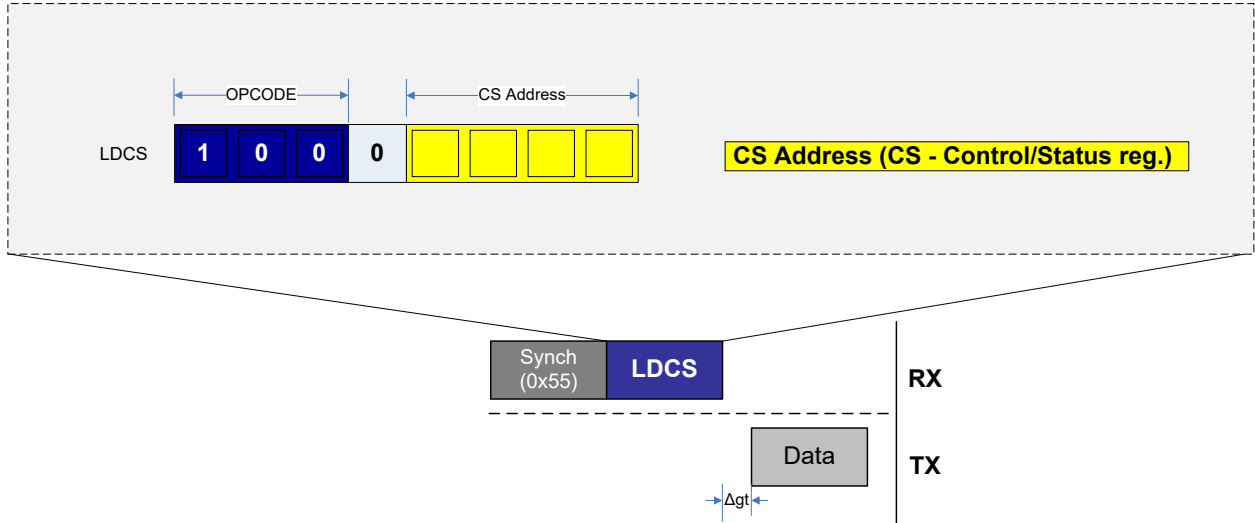 OPCODE
CS Address
LDCS
1 0 0 0
CS Address (CS - Control/Status reg.)
Synch
(0x55)
LDCS
RX
Data
TX
Δgt